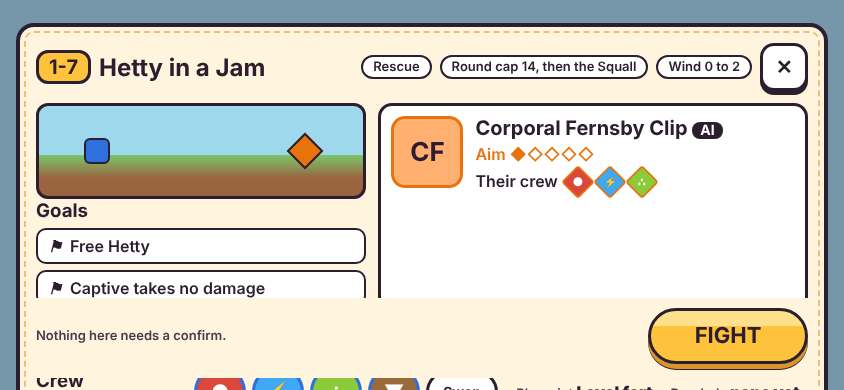 1-7 Hetty in a Jam
Rescue
Round cap 14, then the Squall
Wind 0 to 2
×
CF
Corporal Fernsby Clip AI
Aim
Their crew
Goals
Free Hetty
Captive takes no damage
Nothing here needs a confirm.
FIGHT
Crew
Swap